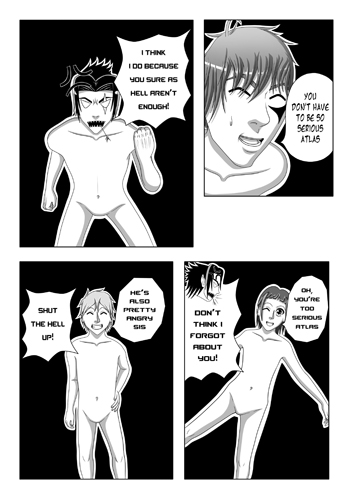 I THINK
I DO BECAUSE
YOU SURE AS
HELL AREN'T
ENOUGH!
YOU
DON'T HAVE
TO BE SO
SERIOUS
ATLAS
SHUT
THE HELL
UP!
HE'S
ALSO
PRETTY
ANGRY
SIS
DON'T
THINK I
FORGOT
ABOUT
YOU!
OH,
YOU'RE
TOO
SERIOUS
ATLAS